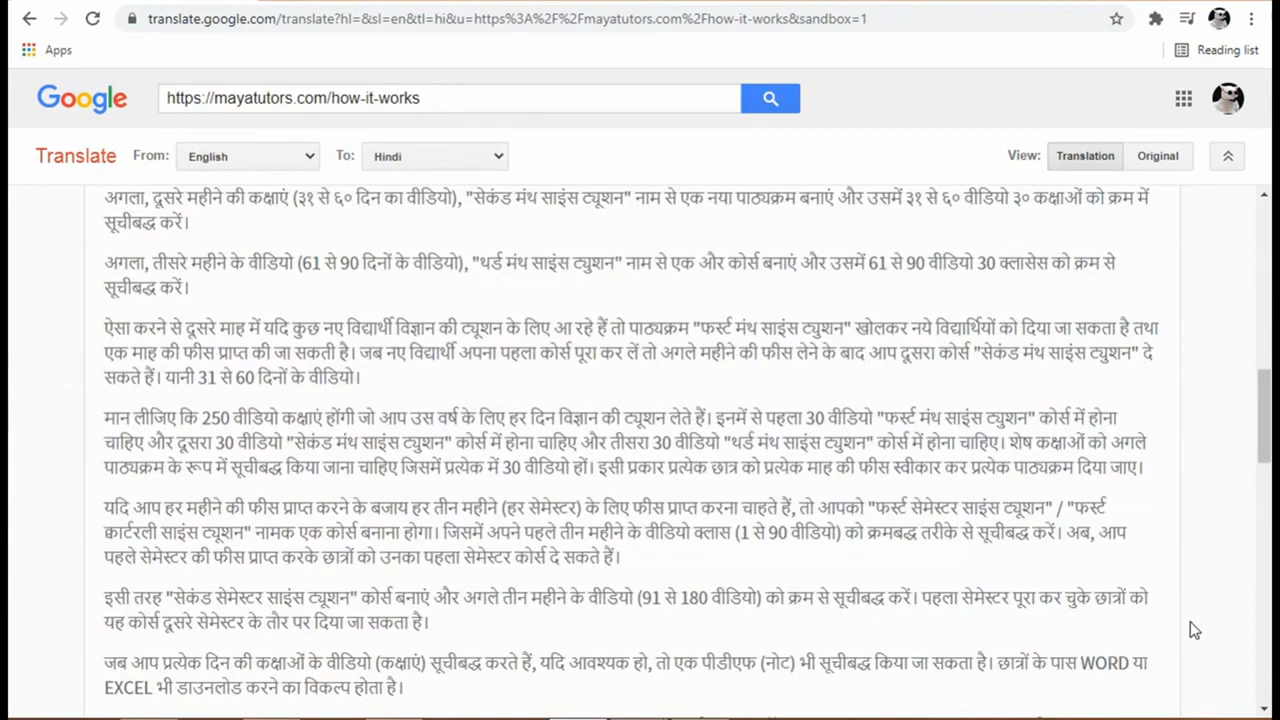 translate.google.com/translate?hl=&sl=en&tl=hi&u=https%3A%2F%2Fmayatutors.com%2Fhow-it-works&sandbox=1
Apps
Reading list
Google
https://mayatutors.com/how-it-works
Translate From: English To: Hindi View: Translation Original
अगला, दूसरे महीने की कक्षाएं (३१ से ६० दिन का वीडियो), "सेकंड मंथ साइंस ट्यूशन" नाम से एक नया पाठ्यक्रम बनाएं और उसमें ३१ से ६० वीडियो ३० कक्षाओं को क्रम में
सूचीबद्ध करें।
अगला, तीसरे महीने के वीडियो (61 से 90 दिनों के वीडियो), "थर्ड मंथ साइंस ट्युशन" नाम से एक और कोर्स बनाएं और उसमें 61 से 90 वीडियो 30 क्लासेस को क्रम से
सूचीबद्ध करें।
ऐसा करने से दूसरे माह में यदि कुछ नए विद्यार्थी विज्ञान की ट्यूशन के लिए आ रहे हैं तो पाठ्यक्रम "फर्स्ट मंथ साइंस ट्युशन" खोलकर नये विद्यार्थियों को दिया जा सकता है तथा
एक माह की फीस प्राप्त की जा सकती है। जब नए विद्यार्थी अपना पहला कोर्स पूरा कर लें तो अगले महीने की फीस लेने के बाद आप दूसरा कोर्स "सेकंड मंथ साइंस ट्युशन" दे
सकते हैं। यानी 31 से 60 दिनों के वीडियो।
मान लीजिए कि 250 वीडियो कक्षाएं होंगी जो आप उस वर्ष के लिए हर दिन विज्ञान की ट्यूशन लेते हैं। इनमें से पहला 30 वीडियो "फर्स्ट मंथ साइंस ट्युशन" कोर्स में होना
चाहिए और दूसरा 30 वीडियो "सेकंड मंथ साइंस ट्युशन" कोर्स में होना चाहिए और तीसरा 30 वीडियो "थर्ड मंथ साइंस ट्युशन" कोर्स में होना चाहिए। शेष कक्षाओं को अगले
पाठ्यक्रम के रूप में सूचीबद्ध किया जाना चाहिए जिसमें प्रत्येक में 30 वीडियो हों। इसी प्रकार प्रत्येक छात्र को प्रत्येक माह की फीस स्वीकार कर प्रत्येक पाठ्यक्रम दिया जाए।
यदि आप हर महीने की फीस प्राप्त करने के बजाय हर तीन महीने (हर सेमेस्टर) के लिए फीस प्राप्त करना चाहते हैं, तो आपको "फर्स्ट सेमेस्टर साइंस ट्यूशन" / "फर्स्ट
क्वार्टरली साइंस ट्यूशन" नामक एक कोर्स बनाना होगा। जिसमें अपने पहले तीन महीने के वीडियो क्लास (1 से 90 वीडियो) को क्रमबद्ध तरीके से सूचीबद्ध करें। अब, आप
पहले सेमेस्टर की फीस प्राप्त करके छात्रों को उनका पहला सेमेस्टर कोर्स दे सकते हैं।
इसी तरह "सेकंड सेमेस्टर साइंस ट्यूशन" कोर्स बनाएं और अगले तीन महीने के वीडियो (91 से 180 वीडियो) को क्रम से सूचीबद्ध करें। पहला सेमेस्टर पूरा कर चुके छात्रों को
यह कोर्स दूसरे सेमेस्टर के तौर पर दिया जा सकता है।
जब आप प्रत्येक दिन की कक्षाओं के वीडियो (कक्षाएं) सूचीबद्ध करते हैं, यदि आवश्यक हो, तो एक पीडीएफ (नोट) भी सूचीबद्ध किया जा सकता है। छात्रों के पास WORD या
EXCEL भी डाउनलोड करने का विकल्प होता है।